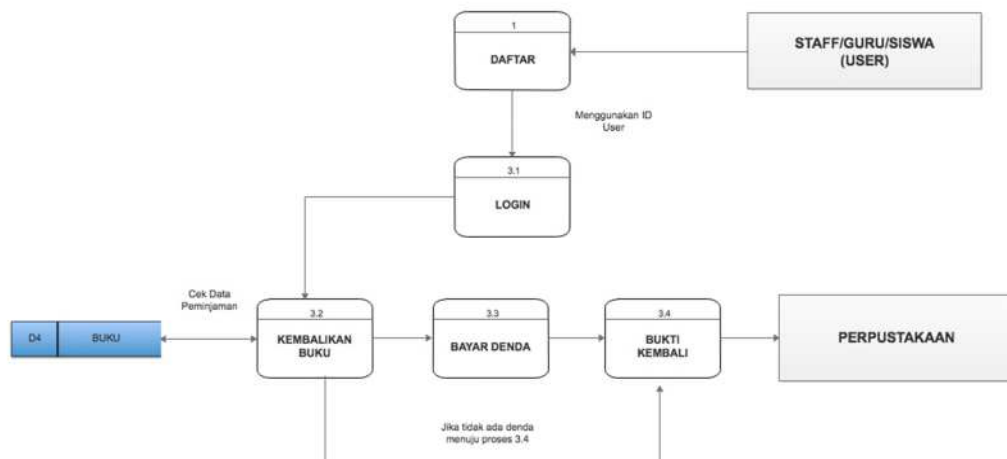 1
DAFTAR
STAFF/GURU/SISWA
(USER)
Menggunakan ID
User
3.1
LOGIN
Cek Data
Peminjaman
D4
BUKU
3.2
KEMBALIKAN
BUKU
3.3
BAYAR DENDA
3.4
BUKTI
KEMBALI
PERPUSTAKAAN
Jika tidak ada denda
menuju proses 3.4